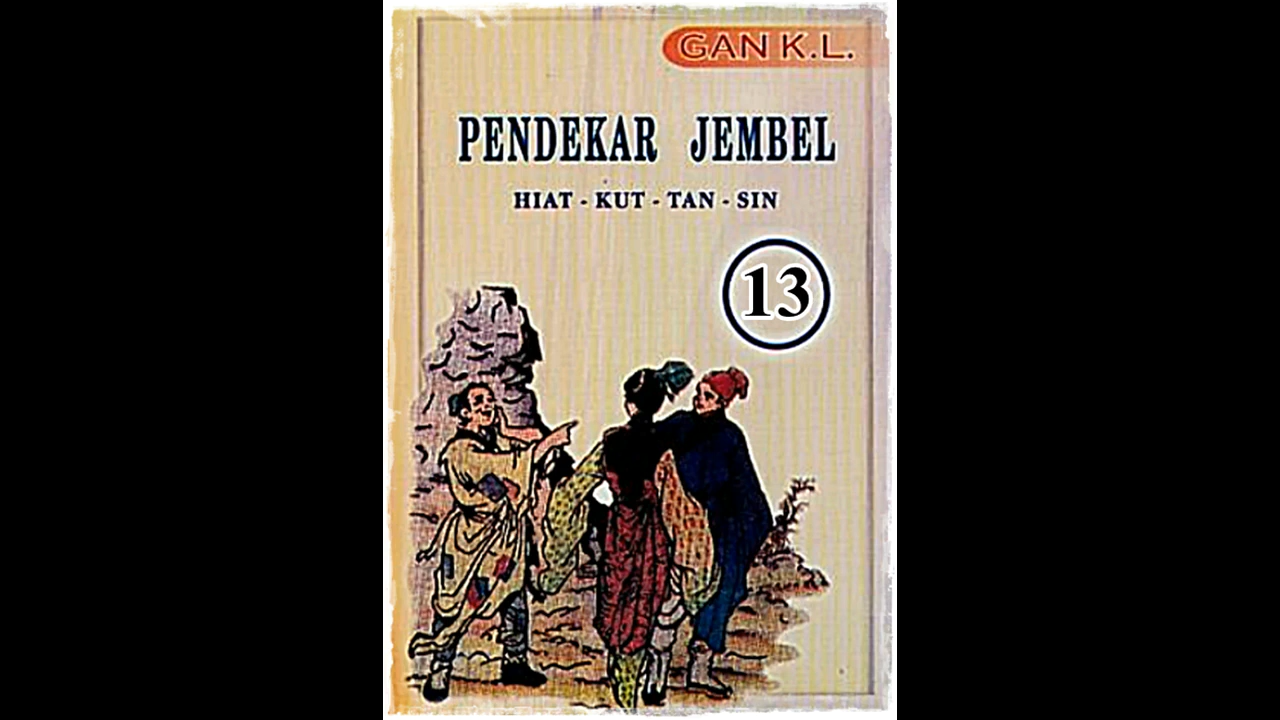 GAN K.L.
PENDEKAR JEMBEL
HIAT - KUT - TAN - SIN
13